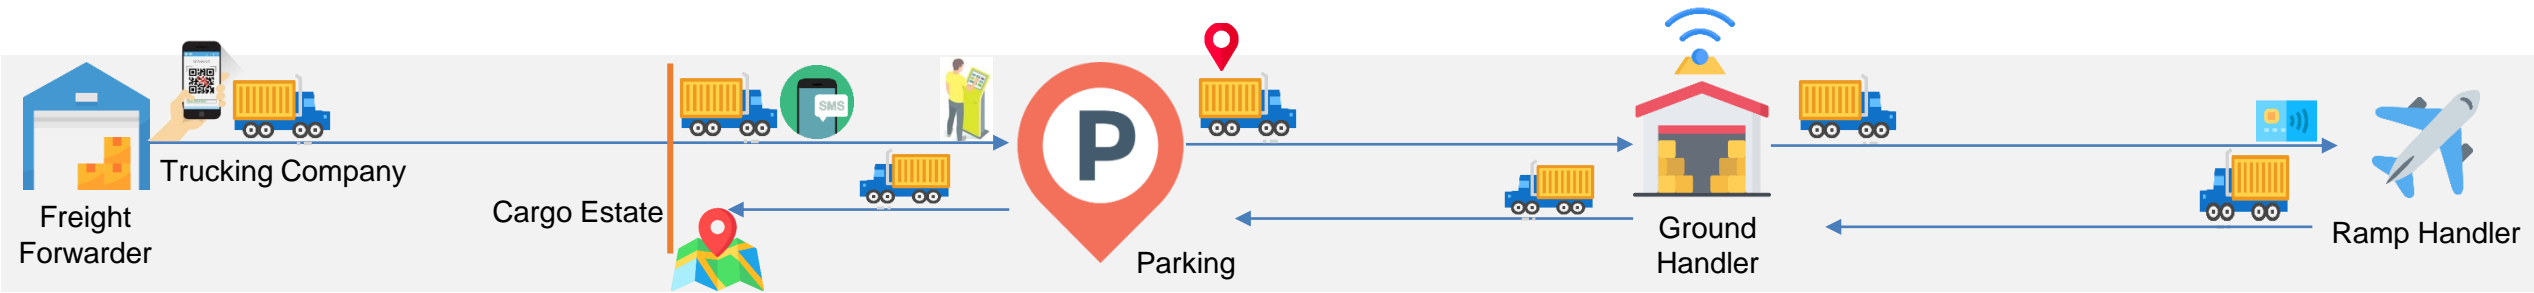 SMS
P
Trucking Company
Cargo Estate
Freight
Forwarder
Parking
Ground
Handler
Ramp Handler